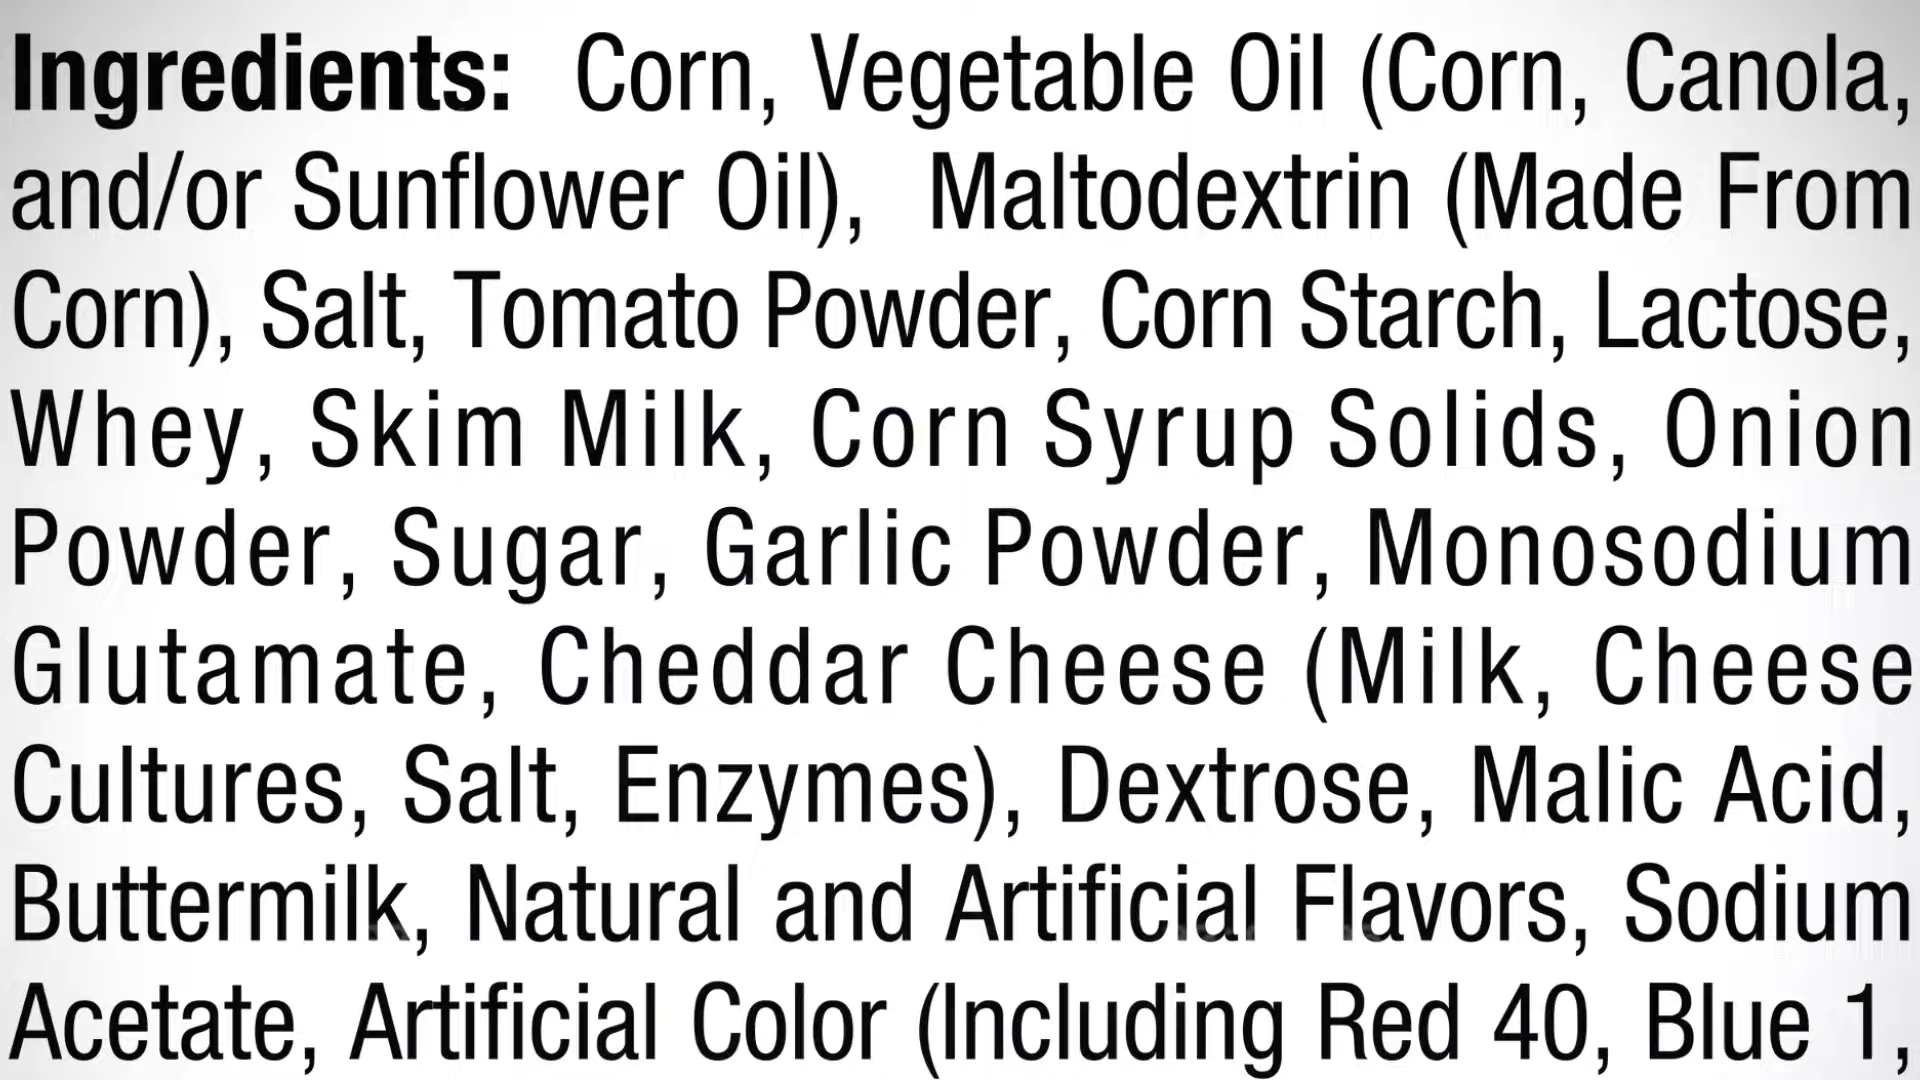 Ingredients: Corn, Vegetable Oil (Corn, Canola,
and/or Sunflower Oil), Maltodextrin (Made From
Corn), Salt, Tomato Powder, Corn Starch, Lactose,
Whey, Skim Milk, Corn Syrup Solids, Onion
Powder, Sugar, Garlic Powder, Monosodium
Glutamate, Cheddar Cheese (Milk, Cheese
Cultures, Salt, Enzymes), Dextrose, Malic Acid,
Buttermilk, Natural and Artificial Flavors, Sodium
Acetate, Artificial Color (Including Red 40, Blue 1,